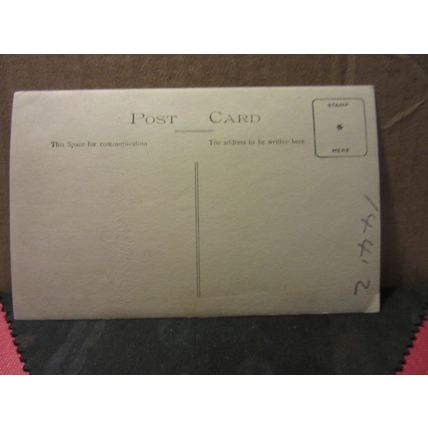 POST CARD
This Space for communication
The address to be written here
STAMP
HERE